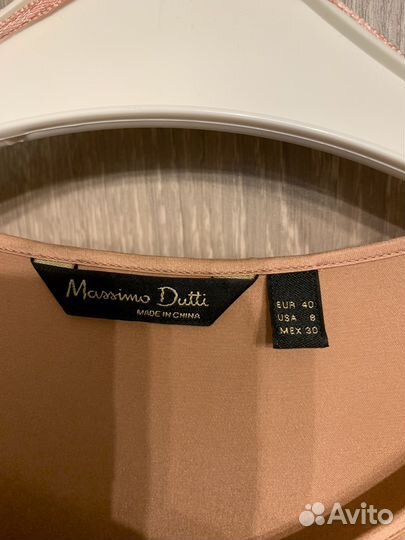 Massimo Dutti
MADE IN CHINA
EUR 40
USA 8
MEX 30
Avito